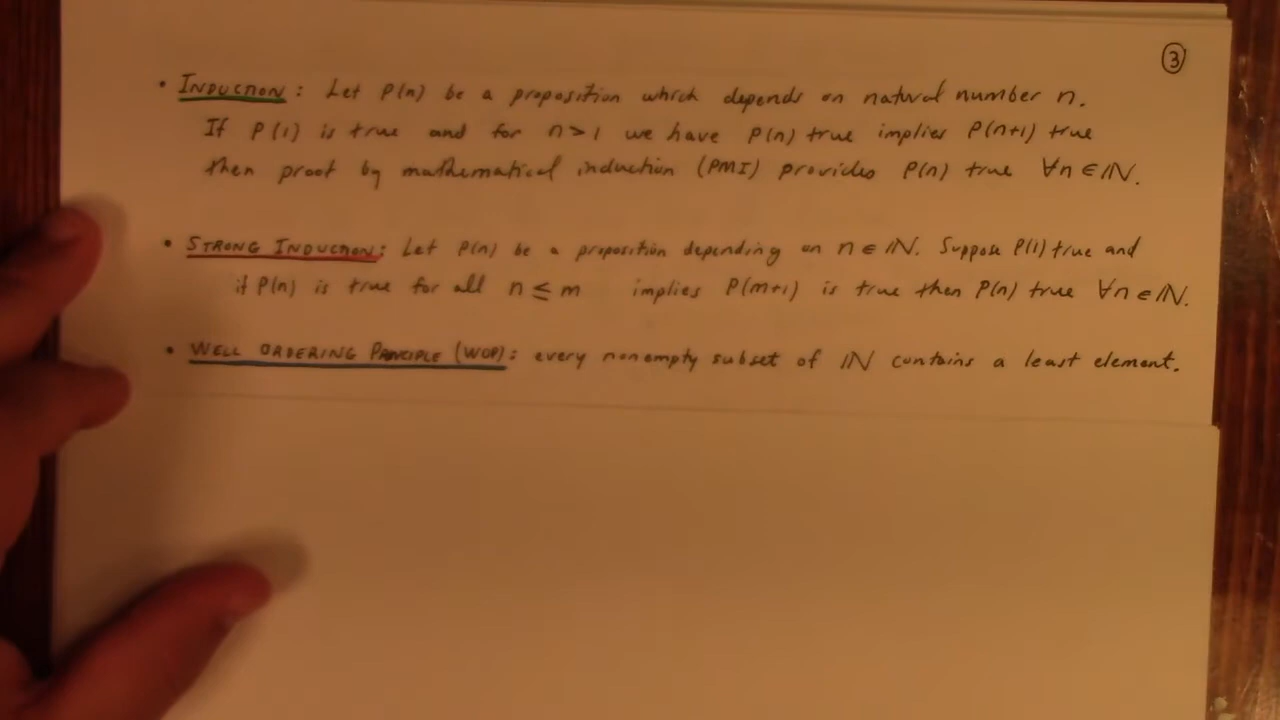 ③
• INDUCTION: Let P(n) be a proposition which depends on natural number n.
If P(1) is true and for n>1 we have P(n) true implies P(n+1) true
then proof by mathematical induction (PMI) provides P(n) true ∀n∈ℕ.
• STRONG INDUCTION: Let P(n) be a proposition depending on n∈ℕ. Suppose P(1) true and
if P(n) is true for all n ≤ m implies P(m+1) is true then P(n) true ∀n∈ℕ.
• WELL ORDERING PRINCIPLE (WOP): every nonempty subset of ℕ contains a least element.